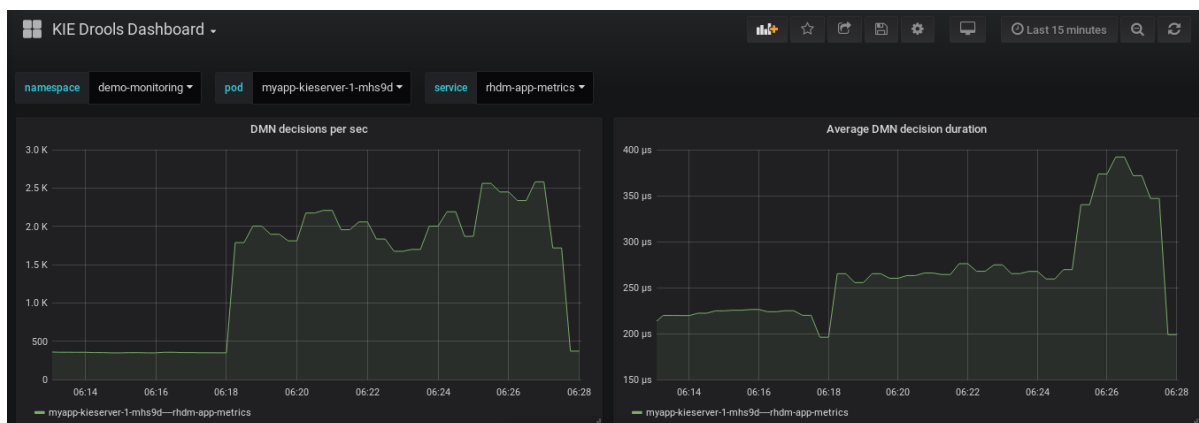 KIE Drools Dashboard
Last 15 minutes
namespace demo-monitoring pod myapp-kieserver-1-mhs9d service rhdm-app-metrics
DMN decisions per sec
3.0 K
2.5 K
2.0 K
1.5 K
1.0 K
500
0
06:14 06:16 06:18 06:20 06:22 06:24 06:26 06:28
myapp-kieserver-1-mhs9d—rhdm-app-metrics
Average DMN decision duration
400 µs
350 µs
300 µs
250 µs
200 µs
150 µs
06:14 06:16 06:18 06:20 06:22 06:24 06:26 06:28
myapp-kieserver-1-mhs9d—rhdm-app-metrics